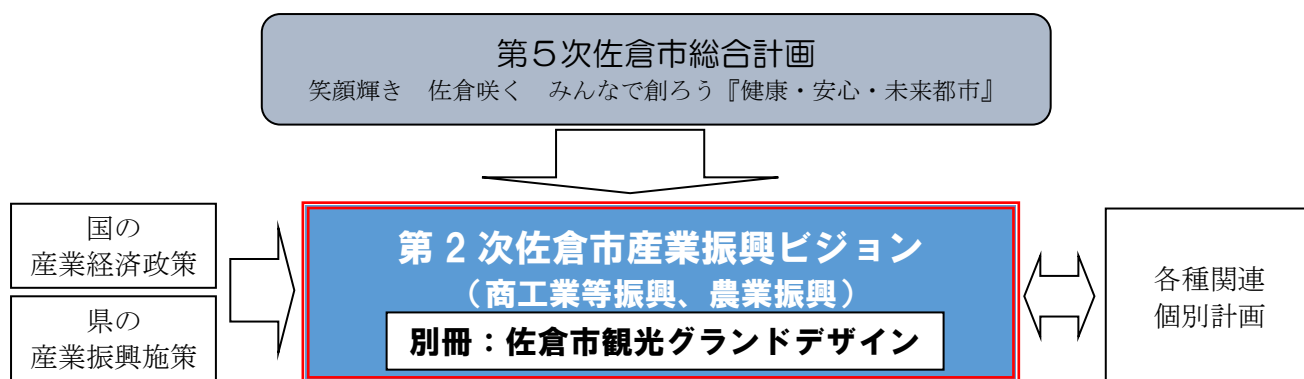 第５次佐倉市総合計画
笑顔輝き　佐倉咲く　みんなで創ろう『健康・安心・未来都市』
国の
産業経済政策
県の
産業振興施策
第２次佐倉市産業振興ビジョン
（商工業等振興、農業振興）
別冊：佐倉市観光グランドデザイン
各種関連
個別計画